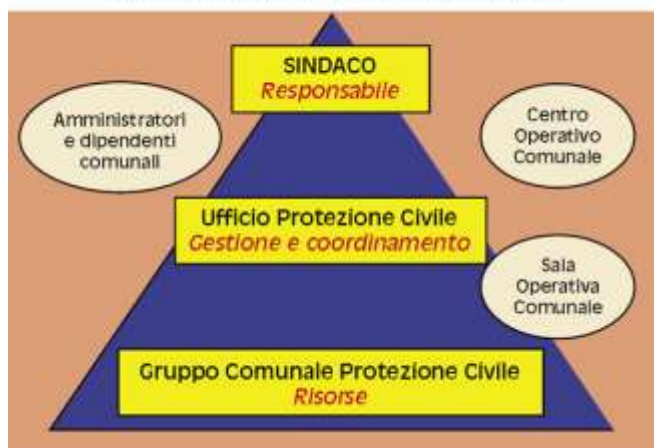 SINDACO
Responsabile
Amministratori
e dipendenti
comunali
Centro
Operativo
Comunale
Ufficio Protezione Civile
Gestione e coordinamento
Sala
Operativa
Comunale
Gruppo Comunale Protezione Civile
Risorse